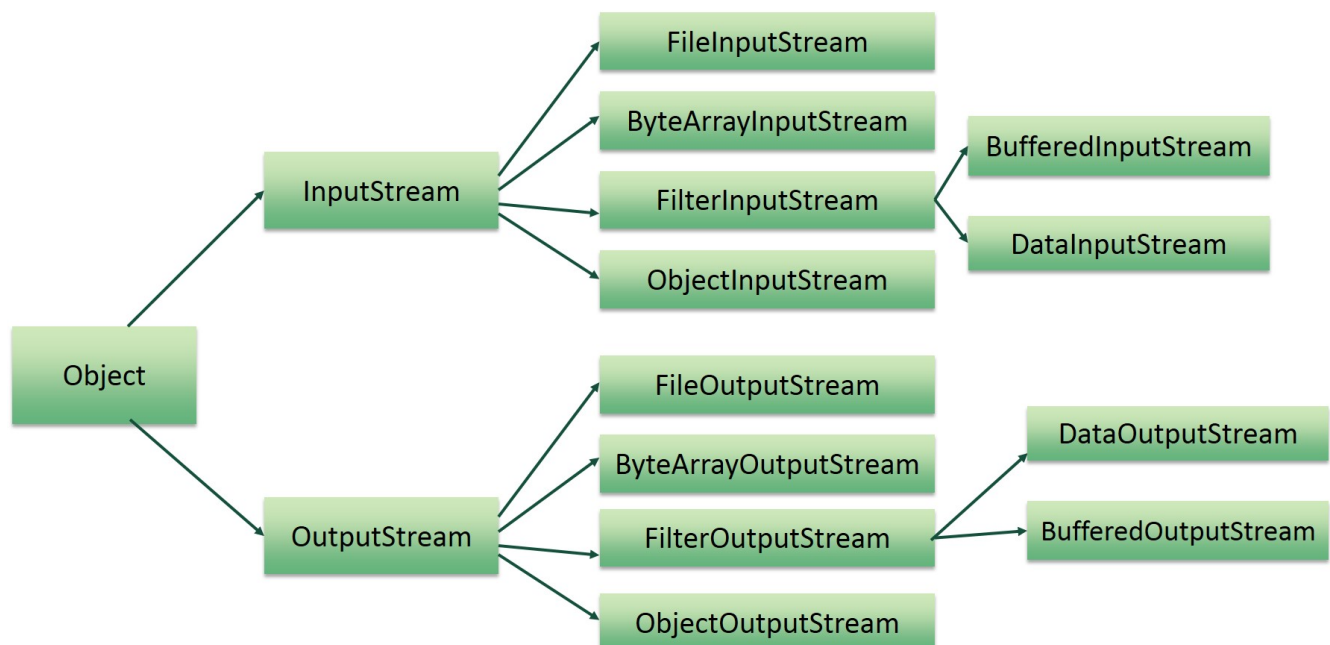 FileInputStream
ByteArrayInputStream
BufferedInputStream
InputStream
FilterInputStream
DataInputStream
ObjectInputStream
Object
FileOutputStream
DataOutputStream
ByteArrayOutputStream
OutputStream
FilterOutputStream
BufferedOutputStream
ObjectOutputStream